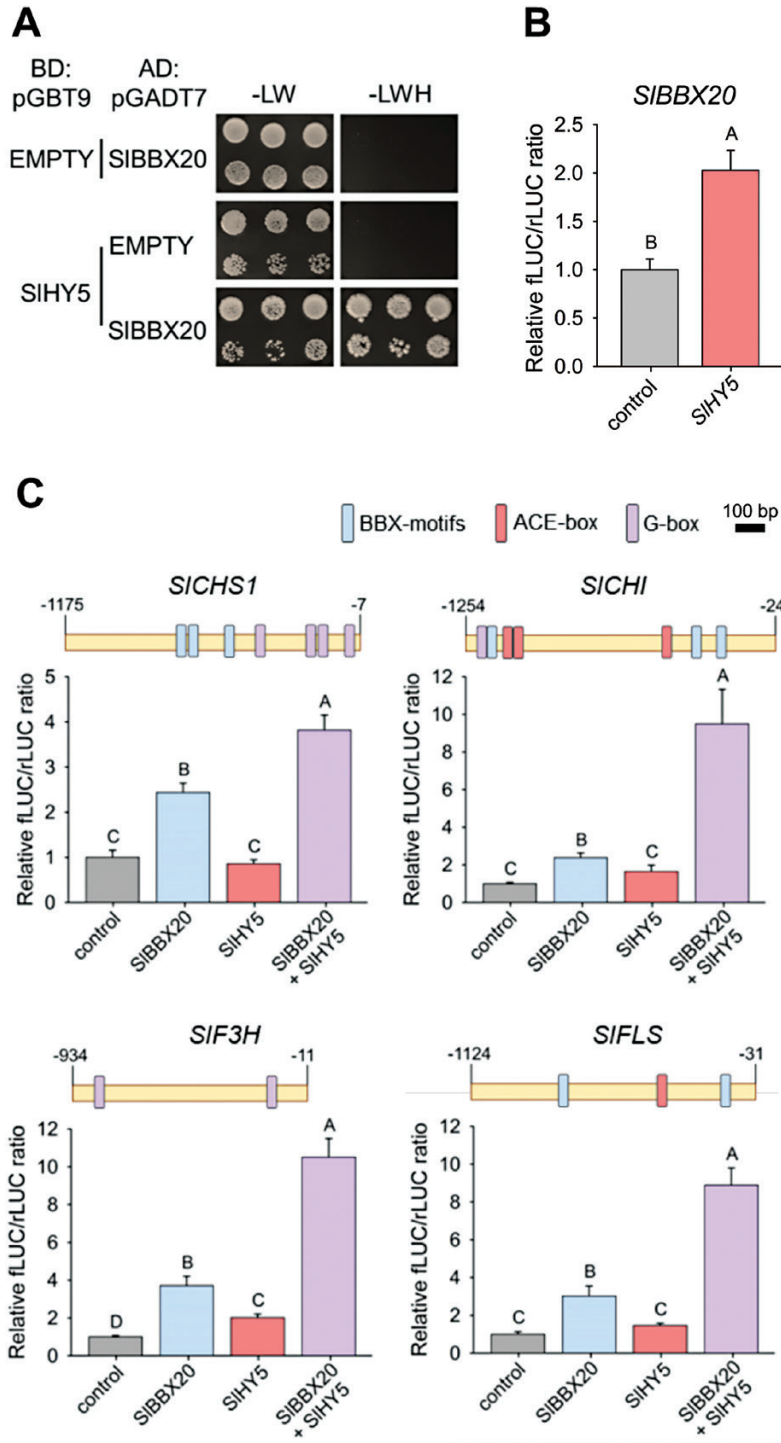 A
BD: AD:
pGBT9 pGADT7 -LW -LWH
EMPTY SlBBX20
EMPTY
SlHY5
SlBBX20
B
SlBBX20
Relative fLUC/rLUC ratio
2.5
2.0
1.0
0.5
0.0
A
B
control
SlHY5
C
BBX-motifs ACE-box G-box 100 bp
SlCHS1
-1175 -7
Relative fLUC/rLUC ratio
5
4
3
2
1
0
C
B
C
A
control
SlBBX20
SlHY5
SlBBX20
+ SlHY5
SlCHI
-1254 -24
Relative fLUC/rLUC ratio
12
10
8
6
4
2
0
C
B
C
A
control
SlBBX20
SlHY5
SlBBX20
+ SlHY5
SlF3H
-934 -11
Relative fLUC/rLUC ratio
12
10
8
6
4
2
0
D
B
C
A
control
SlBBX20
SlHY5
SlBBX20
+ SlHY5
SlFLS
-1124 -31
Relative fLUC/rLUC ratio
12
10
8
6
4
2
0
C
B
C
A
control
SlBBX20
SlHY5
SlBBX20
+ SlHY5